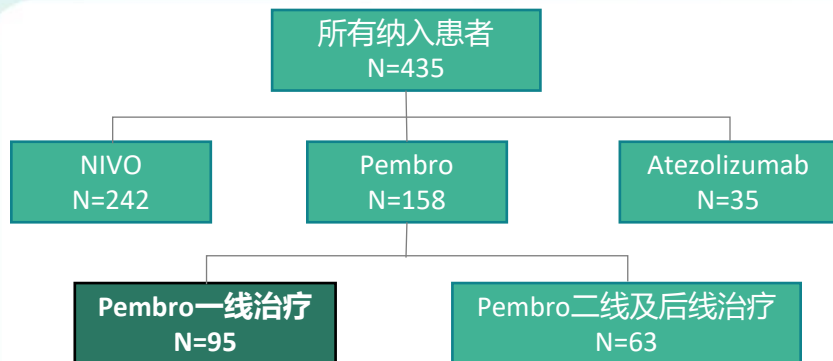 所有纳入患者
N=435
NIVO
N=242
Pembro
N=158
Atezolizumab
N=35
Pembro一线治疗
N=95
Pembro二线及后线治疗
N=63